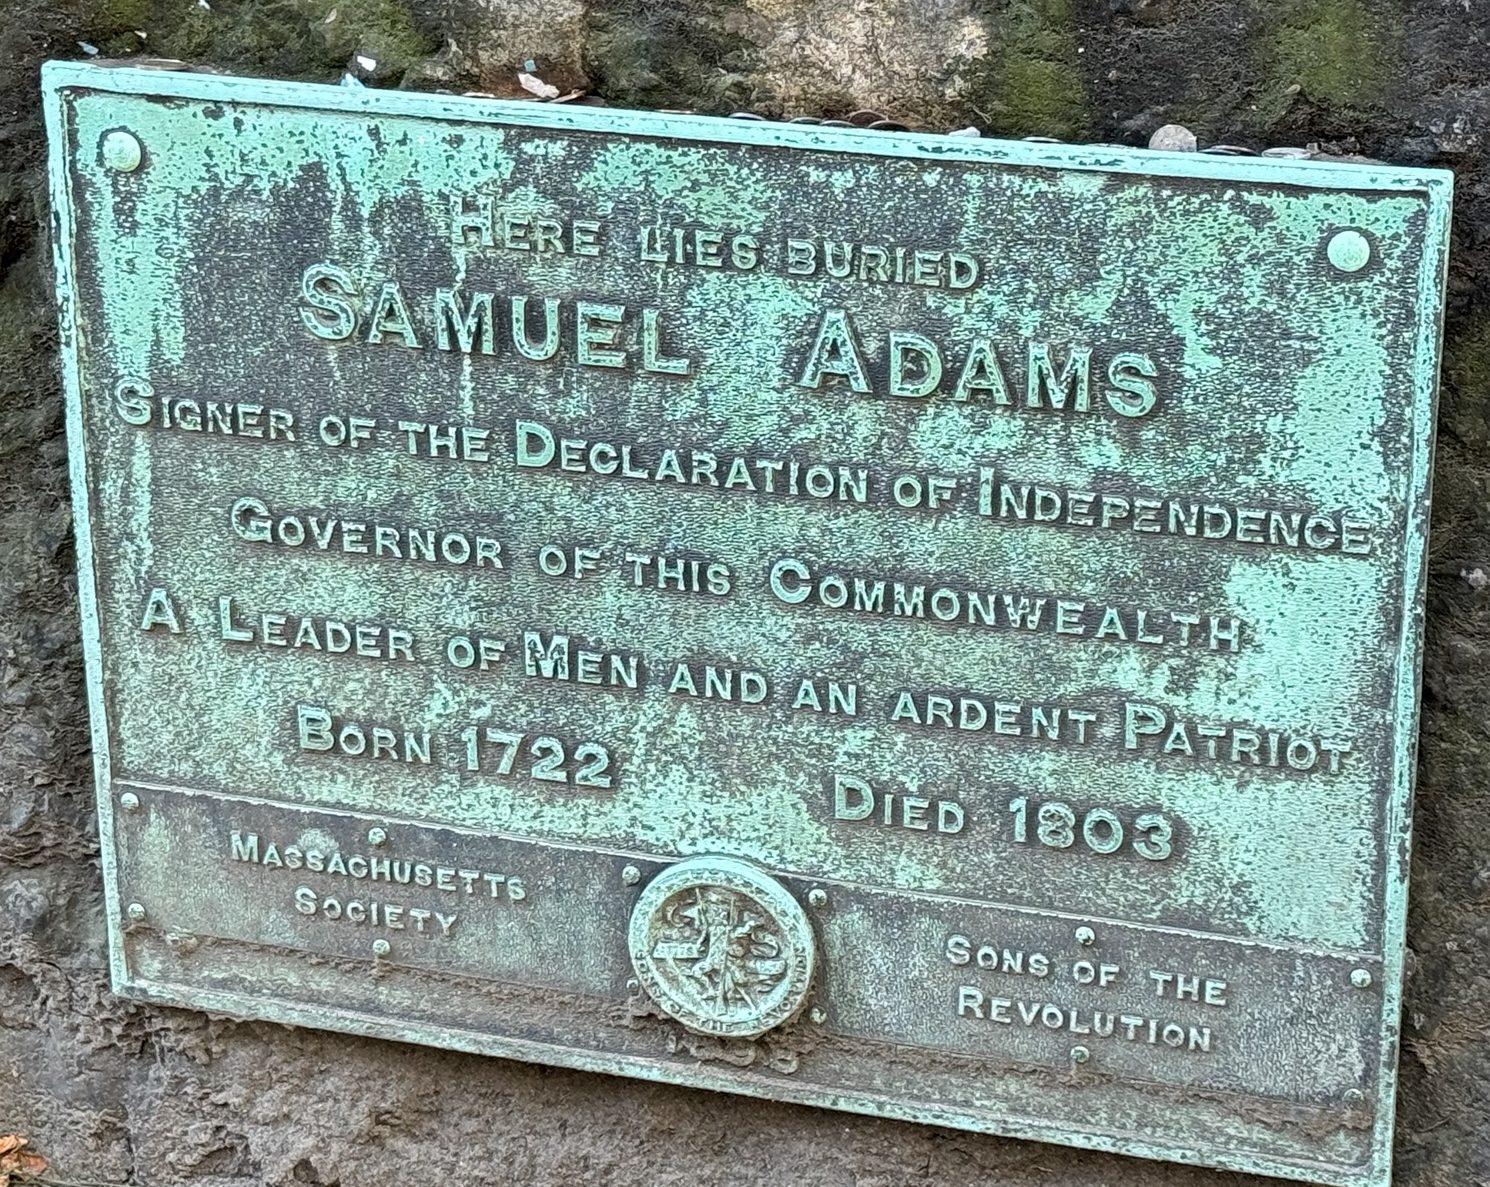 HERE LIES BURIED
SAMUEL ADAMS
SIGNER OF THE DECLARATION OF INDEPENDENCE
GOVERNOR OF THIS COMMONWEALTH
A LEADER OF MEN AND AN ARDENT PATRIOT
BORN 1722 DIED 1803
MASSACHUSETTS
SOCIETY
SONS OF THE
REVOLUTION